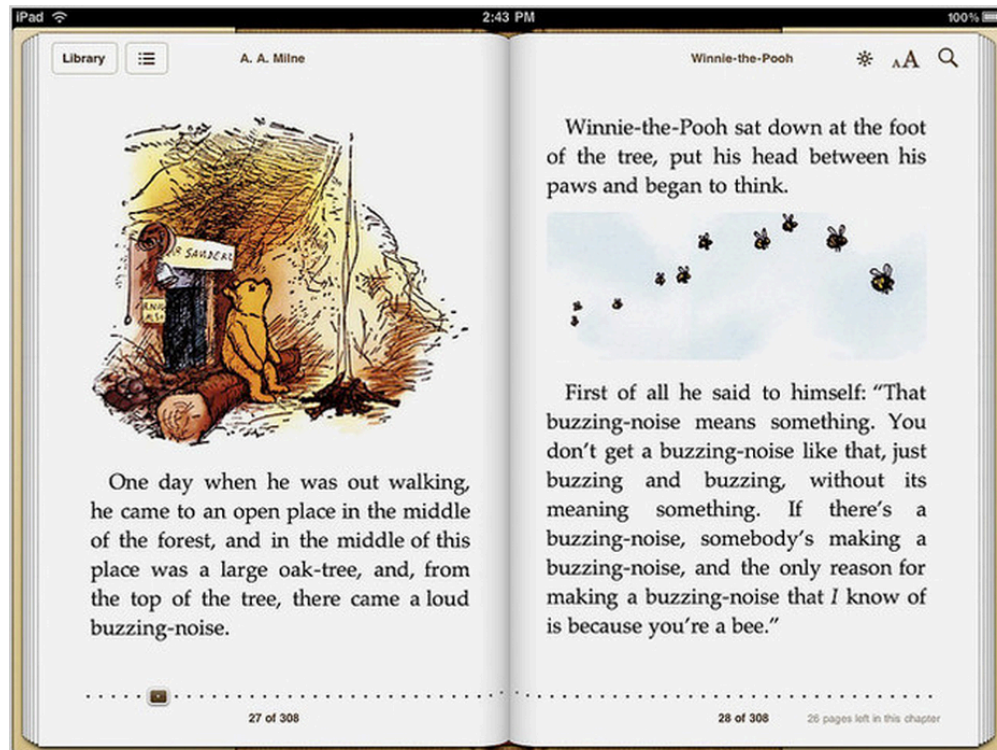 iPad
2:43 PM
100%
Library
A. A. Milne
Winnie-the-Pooh
AA
R SANDERS
One day when he was out walking,
he came to an open place in the middle
of the forest, and in the middle of this
place was a large oak-tree, and, from
the top of the tree, there came a loud
buzzing-noise.
27 of 308
Winnie-the-Pooh sat down at the foot
of the tree, put his head between his
paws and began to think.
First of all he said to himself: “That
buzzing-noise means something. You
don’t get a buzzing-noise like that, just
buzzing and buzzing, without its
meaning something. If there’s a
buzzing-noise, somebody’s making a
buzzing-noise, and the only reason for
making a buzzing-noise that I know of
is because you’re a bee.”
28 of 308
26 pages left in this chapter